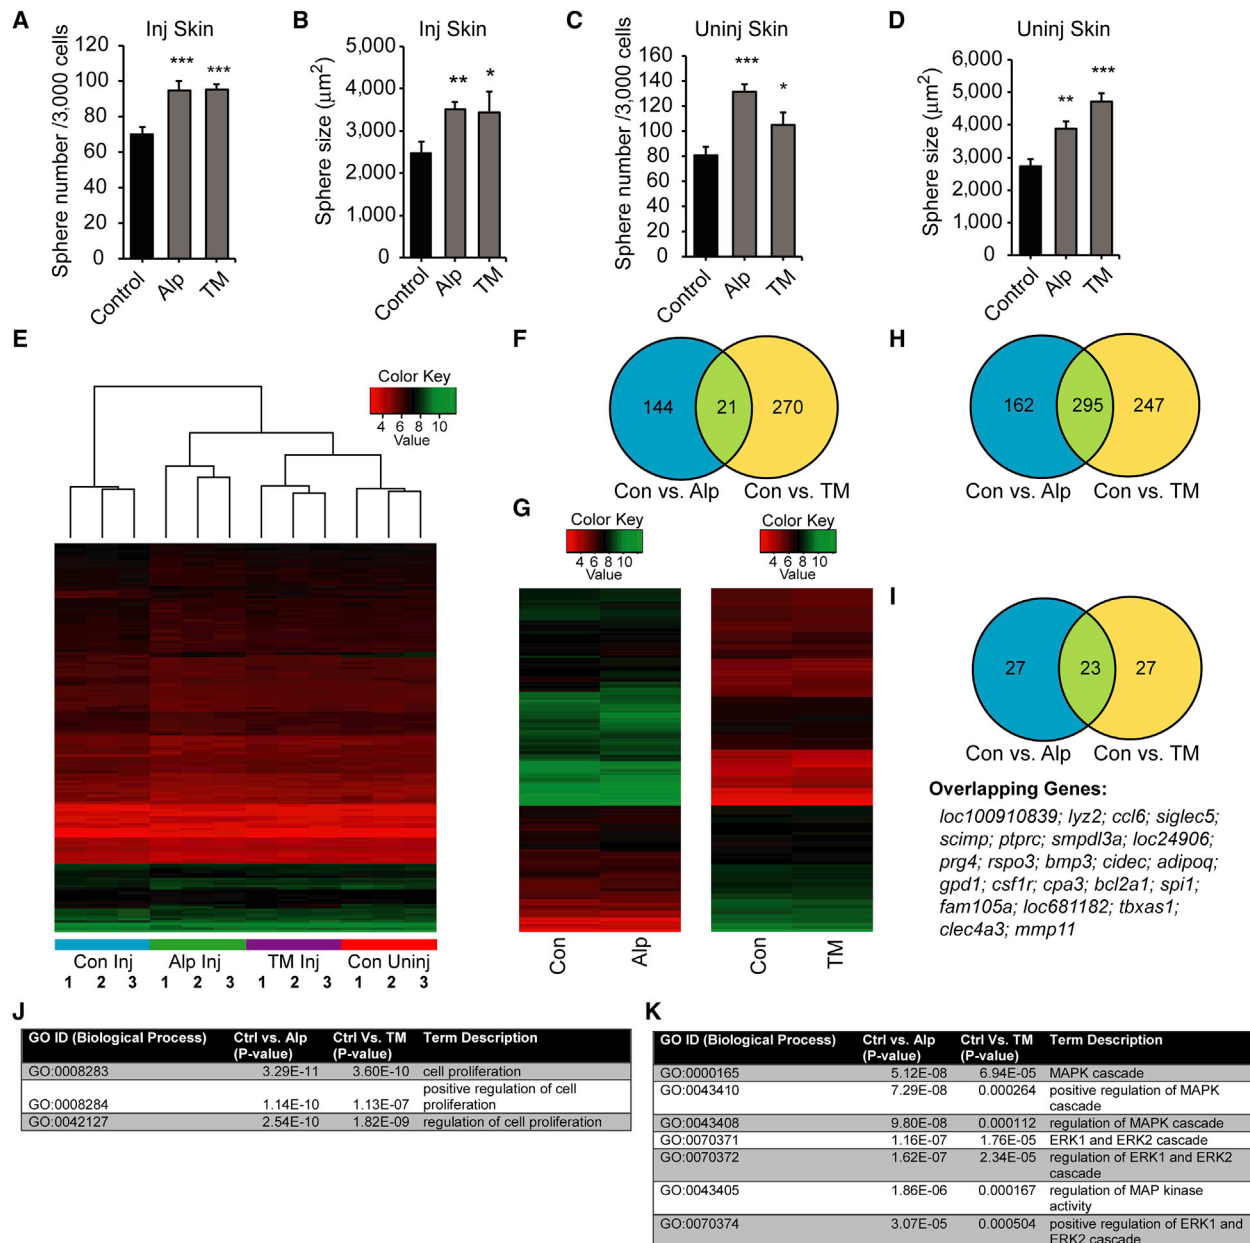 A
Inj Skin
Sphere number /3,000 cells
120
100
80
60
40
20
0
***
***
Control
Alp
TM
B
Inj Skin
Sphere size (μm2)
5,000
4,000
3,000
2,000
1,000
0
**
*
Control
Alp
TM
C
Uninj Skin
Sphere number /3,000 cells
160
140
120
100
80
60
40
20
0
***
*
Control
Alp
TM
D
Uninj Skin
Sphere size (μm2)
6,000
5,000
4,000
3,000
2,000
1,000
0
**
***
Control
Alp
TM
E
Color Key
4 6 8 10
Value
Con Inj Alp Inj TM Inj Con Uninj
1 2 3 1 2 3 1 2 3 1 2 3
F
144 21 270
Con vs. Alp Con vs. TM
G
Color Key
4 6 8 10
Value
Color Key
4 6 8 10
Value
Con
Alp
Con
TM
H
162 295 247
Con vs. Alp Con vs. TM
I
27 23 27
Con vs. Alp Con vs. TM
Overlapping Genes:
loc100910839; lyz2; ccl6; siglec5;
scimp; ptprc; smpdl3a; loc24906;
prg4; rspo3; bmp3; cidec; adipoq;
gpd1; csf1r; cpa3; bcl2a1; spi1;
fam105a; loc681182; tbxas1;
clec4a3; mmp11
J
GO ID (Biological Process) Ctrl vs. Alp (P-value) Ctrl Vs. TM (P-value) Term Description
GO:0008283 3.29E-11 3.60E-10 cell proliferation
GO:0008284 1.14E-10 1.13E-07 positive regulation of cell proliferation
GO:0042127 2.54E-10 1.82E-09 regulation of cell proliferation
K
GO ID (Biological Process) Ctrl vs. Alp (P-value) Ctrl Vs. TM (P-value) Term Description
GO:0000165 5.12E-08 6.94E-05 MAPK cascade
GO:0043410 7.29E-08 0.000264 positive regulation of MAPK cascade
GO:0043408 9.80E-08 0.000112 regulation of MAPK cascade
GO:0070371 1.16E-07 1.76E-05 ERK1 and ERK2 cascade
GO:0070372 1.62E-07 2.34E-05 regulation of ERK1 and ERK2 cascade
GO:0043405 1.86E-06 0.000167 regulation of MAP kinase activity
GO:0070374 3.07E-05 0.000504 positive regulation of ERK1 and ERK2 cascade